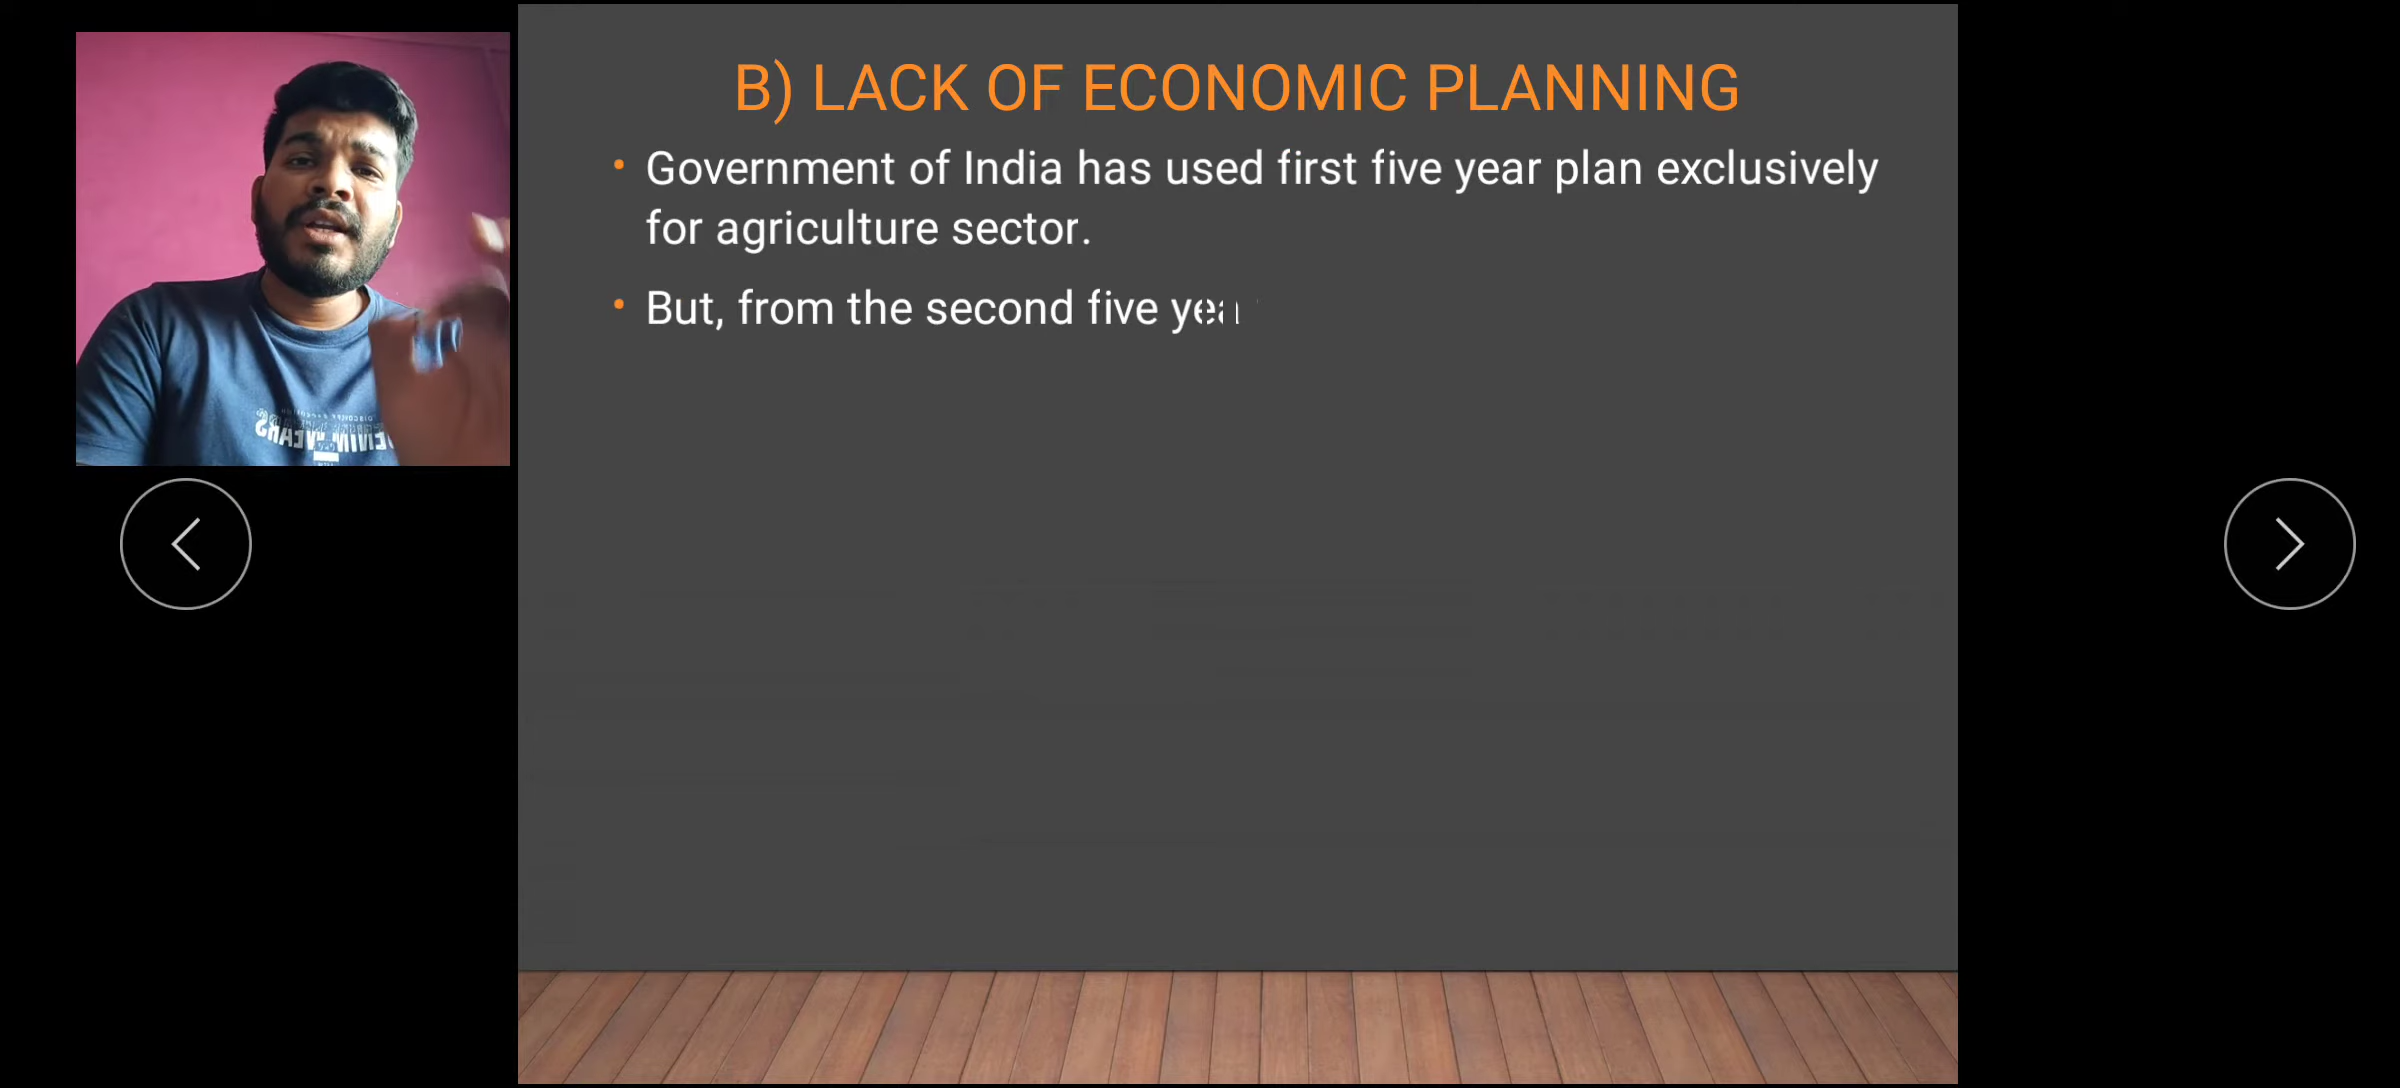 B) LACK OF ECONOMIC PLANNING
• Government of India has used first five year plan exclusively
for agriculture sector.
• But, from the second five yea